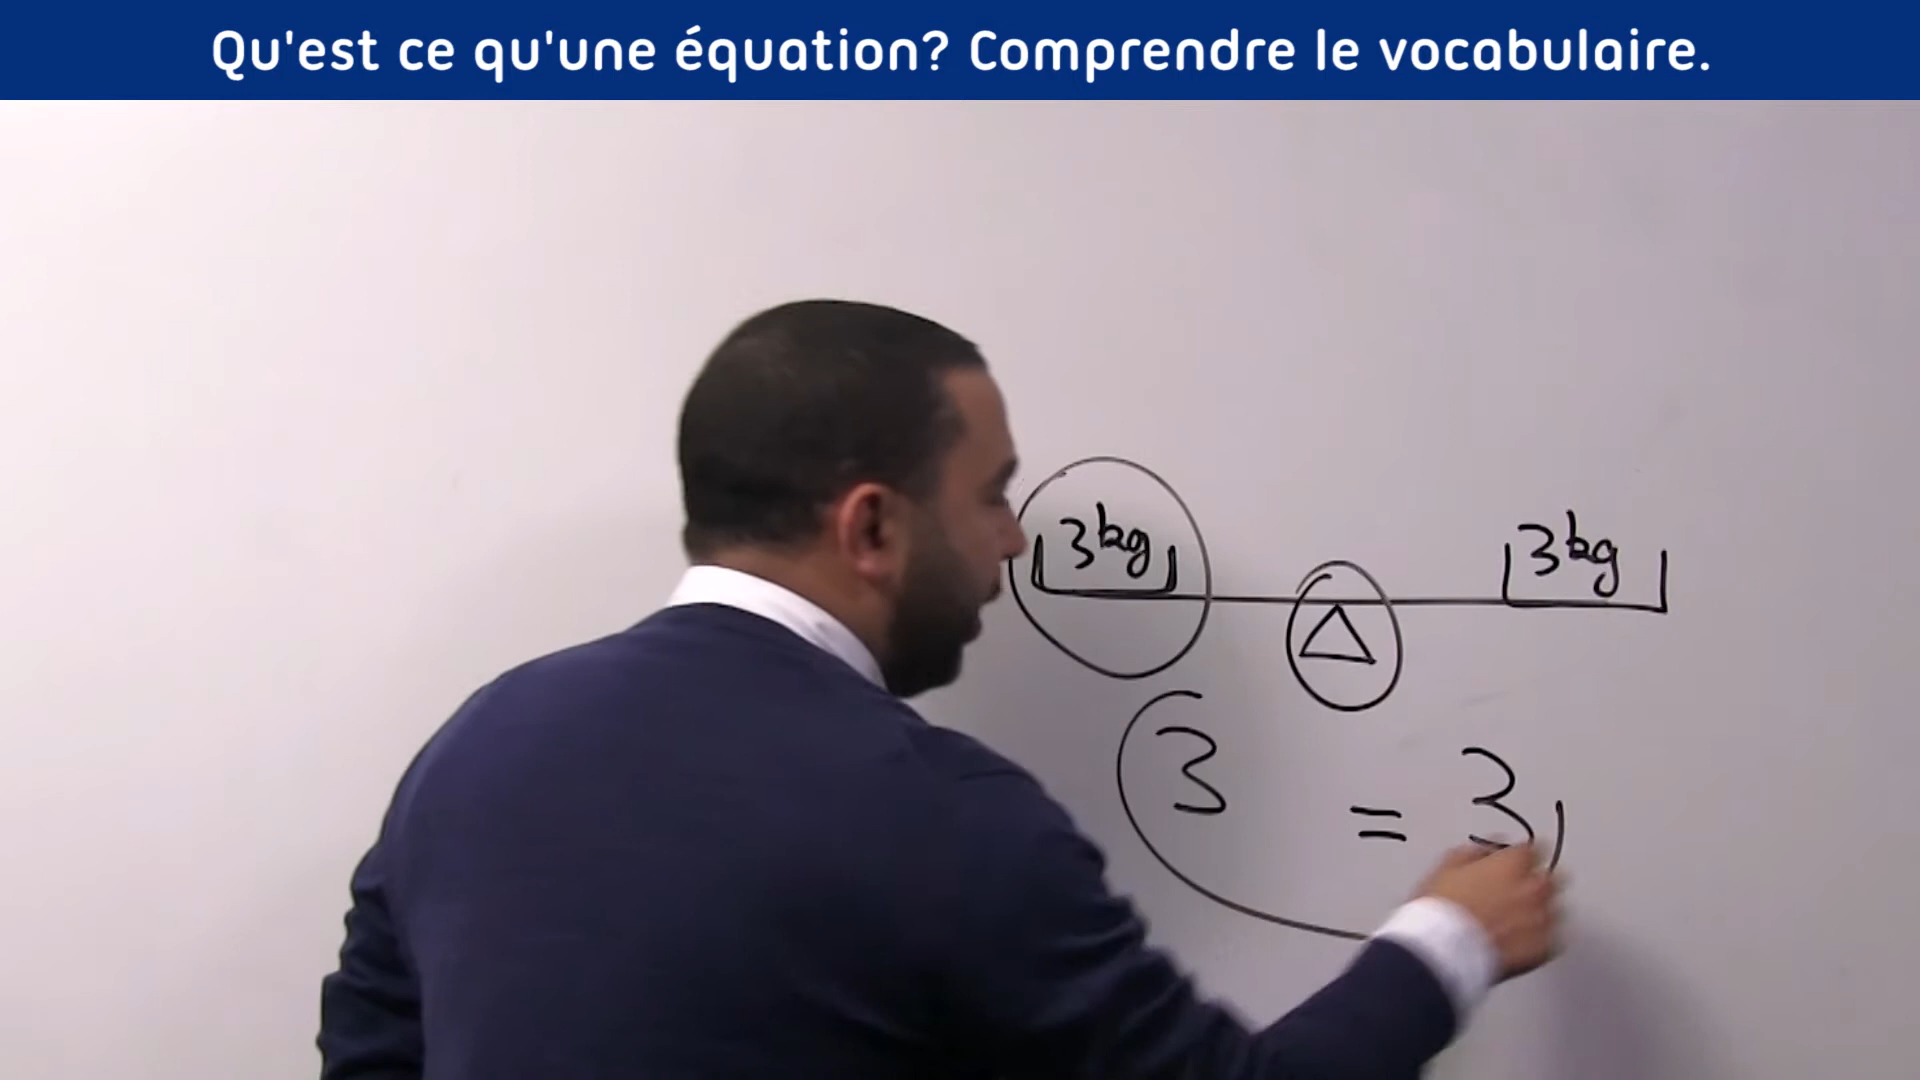 Qu'est ce qu'une équation? Comprendre le vocabulaire.
3kg 3kg
3 = 3